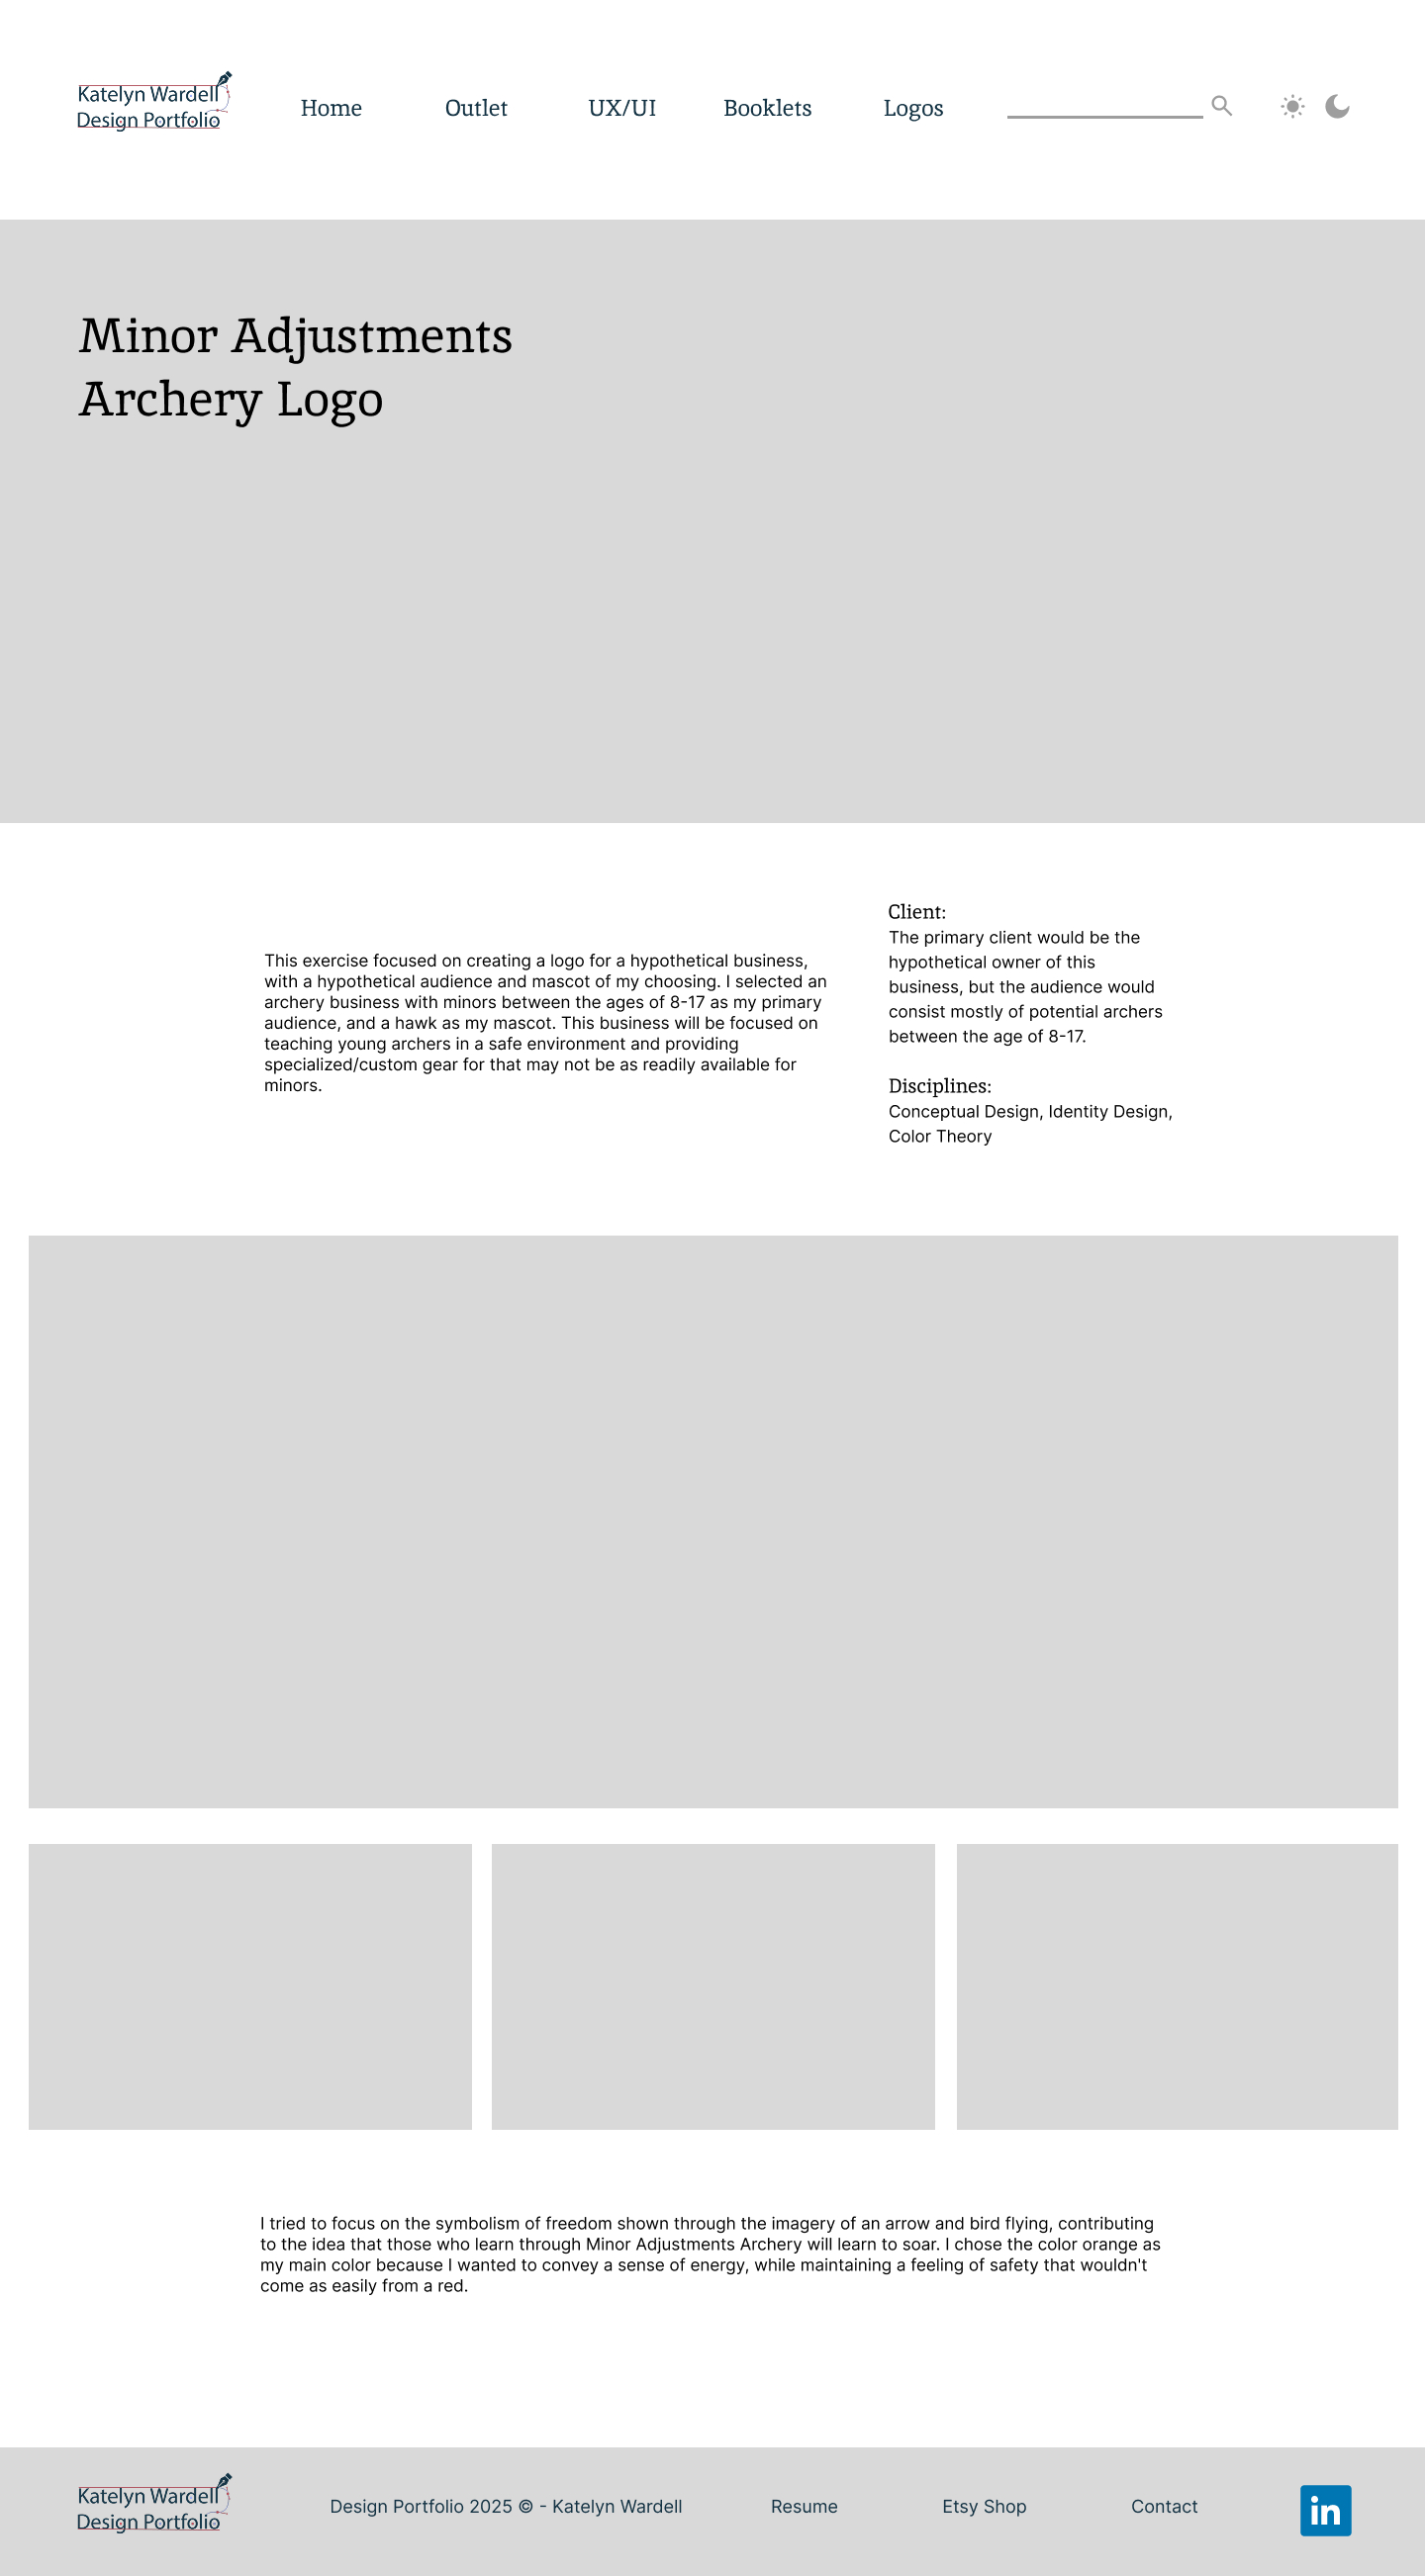 Katelyn Wardell
Design Portfolio
Home
Outlet
UX/UI
Booklets
Logos
Minor Adjustments
Archery Logo
This exercise focused on creating a logo for a hypothetical business,
with a hypothetical audience and mascot of my choosing. I selected an
archery business with minors between the ages of 8-17 as my primary
audience, and a hawk as my mascot. This business will be focused on
teaching young archers in a safe environment and providing
specialized/custom gear for that may not be as readily available for
minors.
Client:
The primary client would be the
hypothetical owner of this
business, but the audience would
consist mostly of potential archers
between the age of 8-17.
Disciplines:
Conceptual Design, Identity Design,
Color Theory
I tried to focus on the symbolism of freedom shown through the imagery of an arrow and bird flying, contributing
to the idea that those who learn through Minor Adjustments Archery will learn to soar. I chose the color orange as
my main color because I wanted to convey a sense of energy, while maintaining a feeling of safety that wouldn't
come as easily from a red.
Katelyn Wardell
Design Portfolio
Design Portfolio 2025 © - Katelyn Wardell
Resume
Etsy Shop
Contact
in